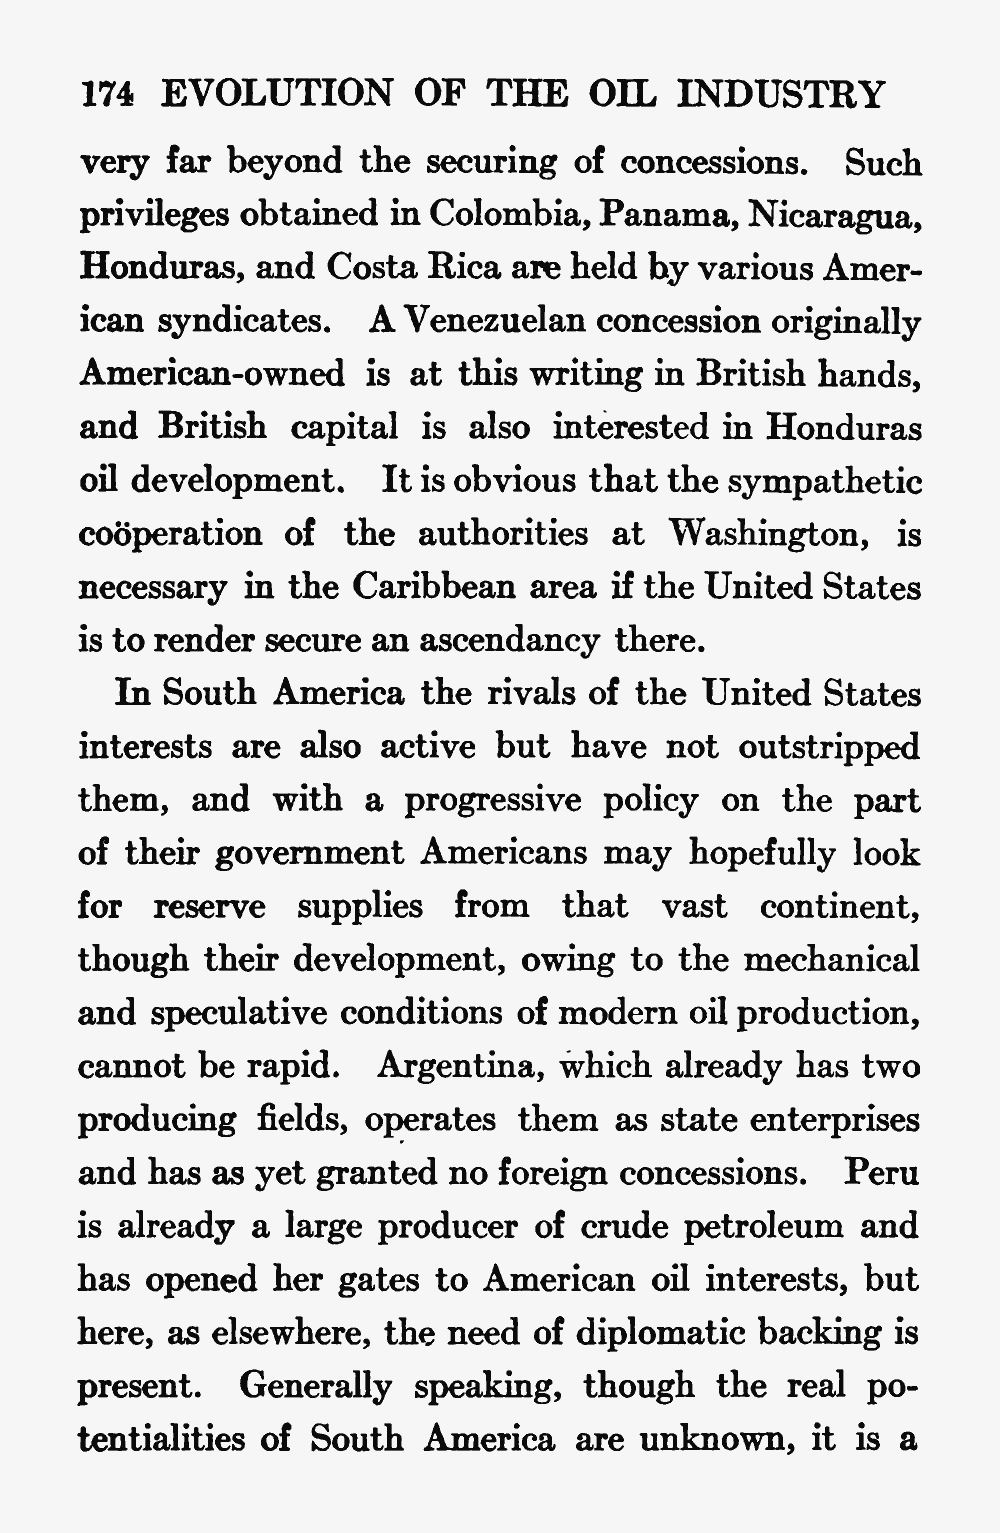 174 EVOLUTION OF THE OIL INDUSTRY
very far beyond the securing of concessions. Such
privileges obtained in Colombia, Panama, Nicaragua,
Honduras, and Costa Rica are held by various Amer-
ican syndicates. A Venezuelan concession originally
American-owned is at this writing in British hands,
and British capital is also interested in Honduras
oil development. It is obvious that the sympathetic
coöperation of the authorities at Washington, is
necessary in the Caribbean area if the United States
is to render secure an ascendancy there.
In South America the rivals of the United States
interests are also active but have not outstripped
them, and with a progressive policy on the part
of their government Americans may hopefully look
for reserve supplies from that vast continent,
though their development, owing to the mechanical
and speculative conditions of modern oil production,
cannot be rapid. Argentina, which already has two
producing fields, operates them as state enterprises
and has as yet granted no foreign concessions. Peru
is already a large producer of crude petroleum and
has opened her gates to American oil interests, but
here, as elsewhere, the need of diplomatic backing is
present. Generally speaking, though the real po-
tentialities of South America are unknown, it is a